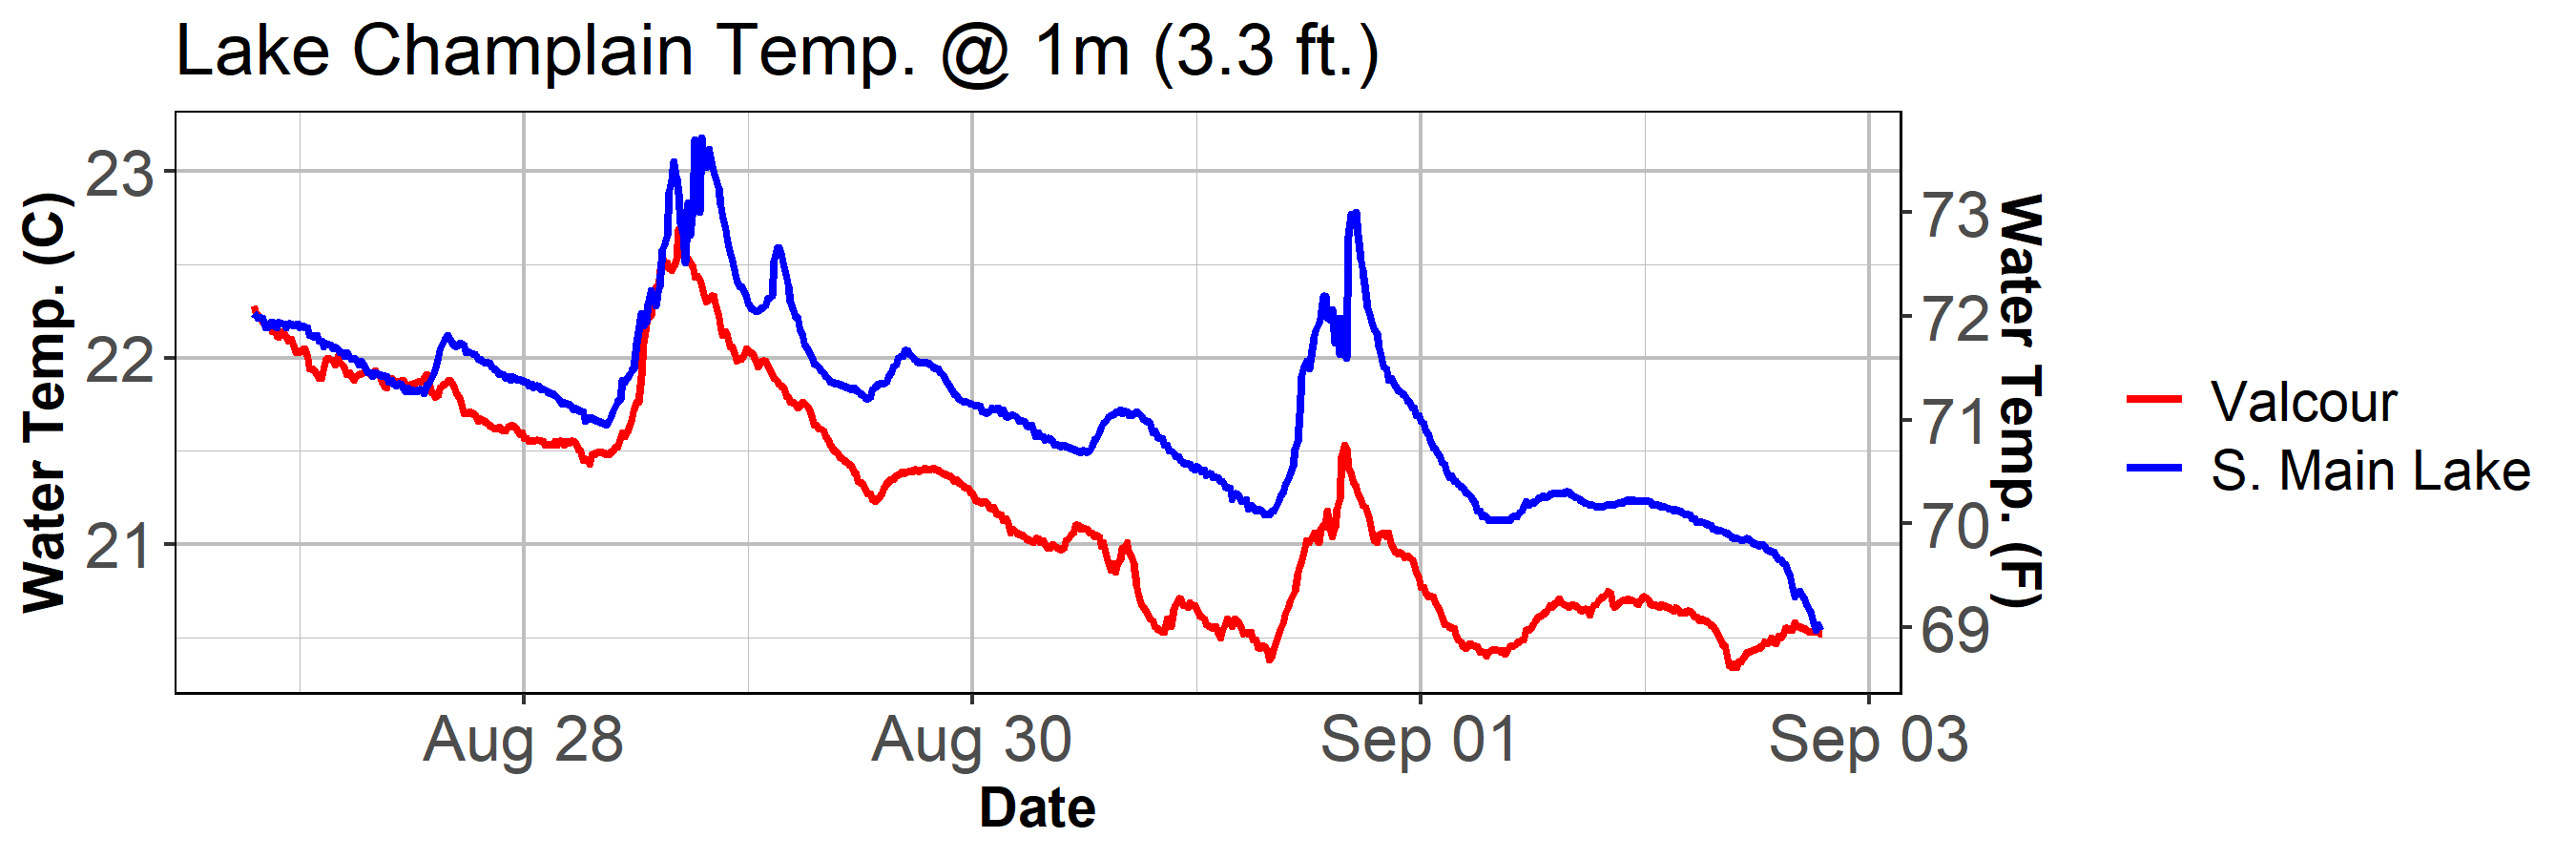 Lake Champlain Temp. @ 1m (3.3 ft.)
Water Temp. (C)
23
22
21
73
72
71
70
69
Water Temp. (F)
Aug 28
Aug 30
Sep 01
Sep 03
Date
Valcour
S. Main Lake